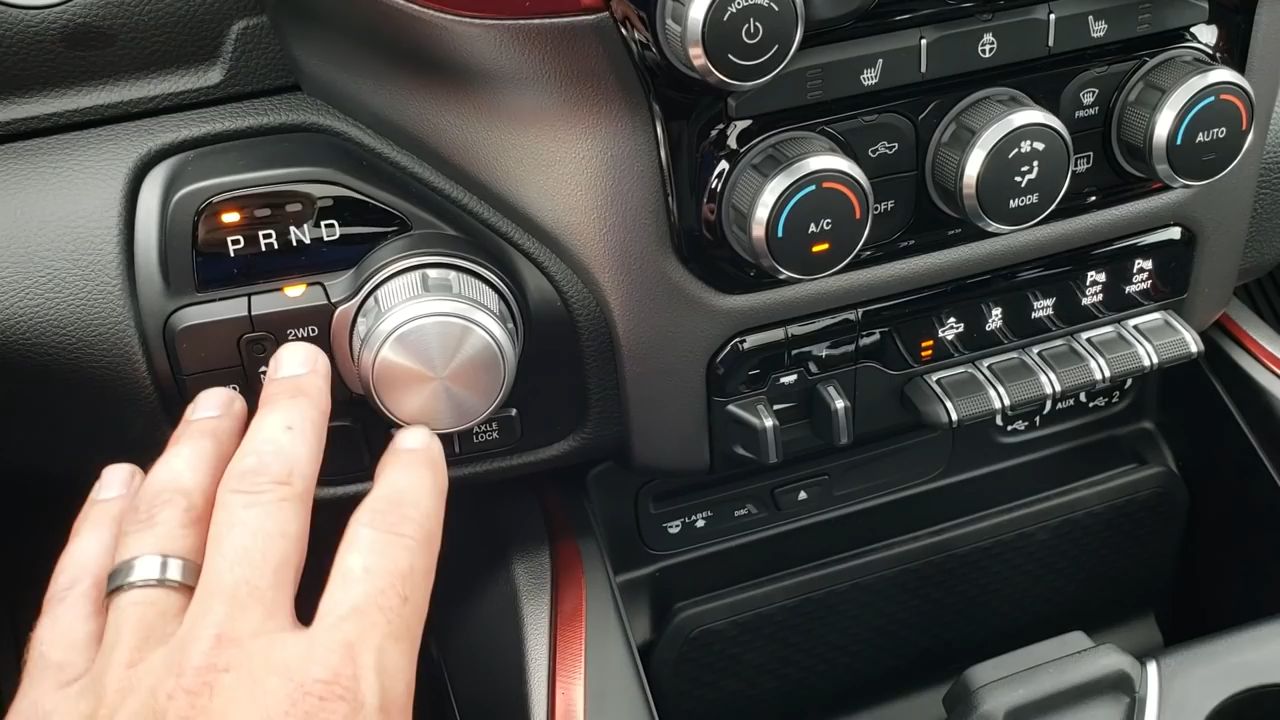 VOLUME
FRONT
AUTO
OFF
MODE
A/C
P R N D
2WD
AXLE
LOCK
OFF
TOW/
HAUL
P
OFF
REAR
P
OFF
FRONT
1 AUX 2
LABEL
DISC